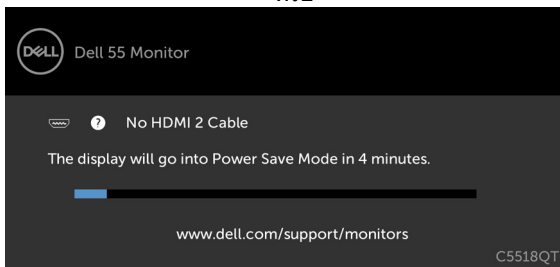 DELL Dell 55 Monitor
? No HDMI 2 Cable
The display will go into Power Save Mode in 4 minutes.
www.dell.com/support/monitors
C5518QT